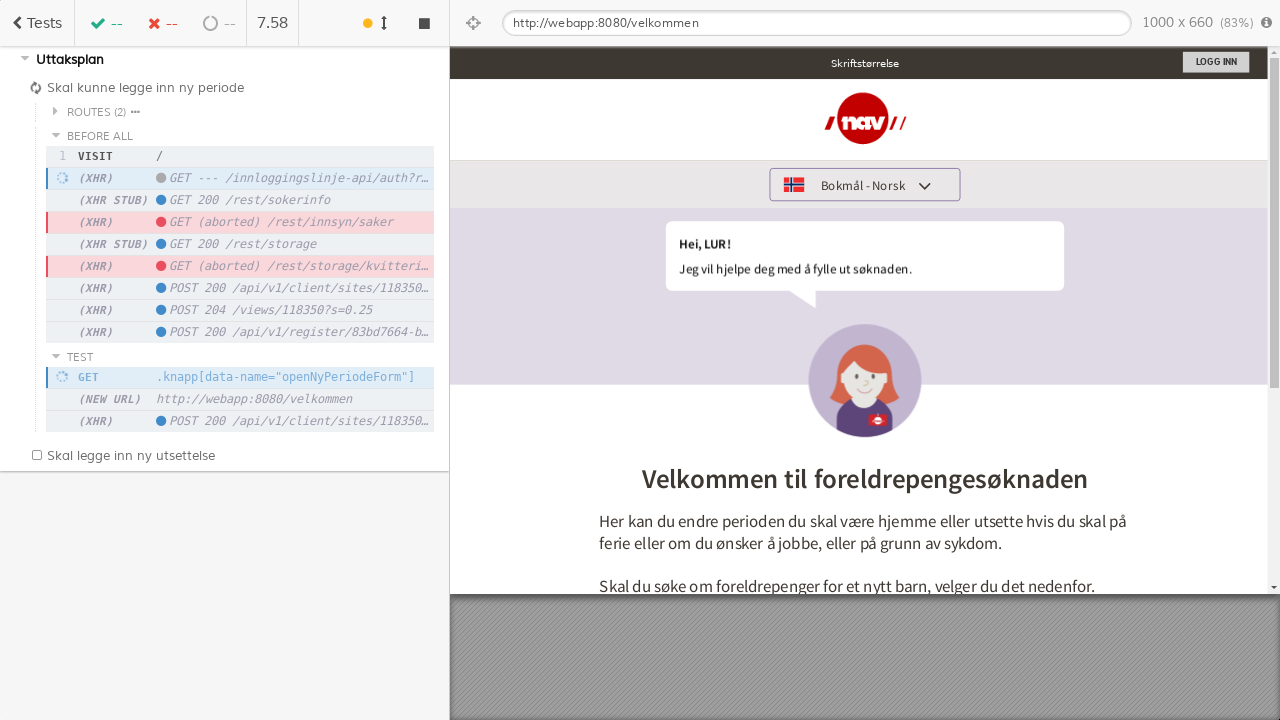 Tests
--
--
--
7.58
http://webapp:8080/velkommen
1000 x 660 (83%)
Uttaksplan
Skal kunne legge inn ny periode
ROUTES (2)
BEFORE ALL
1 VISIT /
(XHR) GET --- /innloggingslinje-api/auth?r…
(XHR STUB) GET 200 /rest/sokerinfo
(XHR) GET (aborted) /rest/innsyn/saker
(XHR STUB) GET 200 /rest/storage
(XHR) GET (aborted) /rest/storage/kvitteri…
(XHR) POST 200 /api/v1/client/sites/118350…
(XHR) POST 204 /views/118350?s=0.25
(XHR) POST 200 /api/v1/register/83bd7664-b…
TEST
GET .knapp[data-name="openNyPeriodeForm"]
(NEW URL) http://webapp:8080/velkommen
(XHR) POST 200 /api/v1/client/sites/118350…
Skal legge inn ny utsettelse
Skriftstørrelse
LOGG INN
nav
Bokmål - Norsk
Hei, LUR!
Jeg vil hjelpe deg med å fylle ut søknaden.
Velkommen til foreldrepengesøknaden
Her kan du endre perioden du skal være hjemme eller utsette hvis du skal på
ferie eller om du ønsker å jobbe, eller på grunn av sykdom.
Skal du søke om foreldrepenger for et nytt barn, velger du det nedenfor.